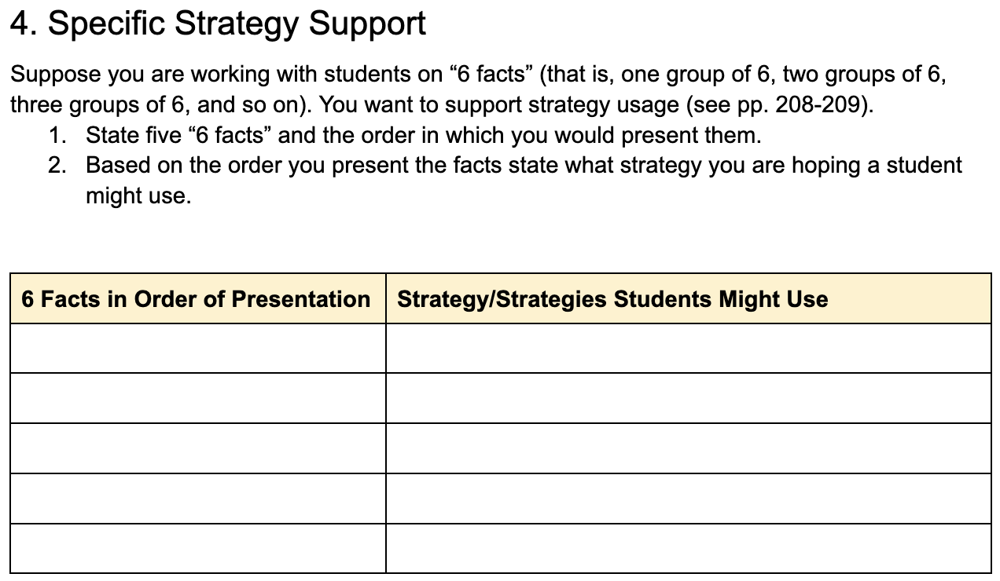 4. Specific Strategy Support
Suppose you are working with students on “6 facts” (that is, one group of 6, two groups of 6,
three groups of 6, and so on). You want to support strategy usage (see pp. 208-209).
1. State five “6 facts” and the order in which you would present them.
2. Based on the order you present the facts state what strategy you are hoping a student
might use.
6 Facts in Order of Presentation Strategy/Strategies Students Might Use